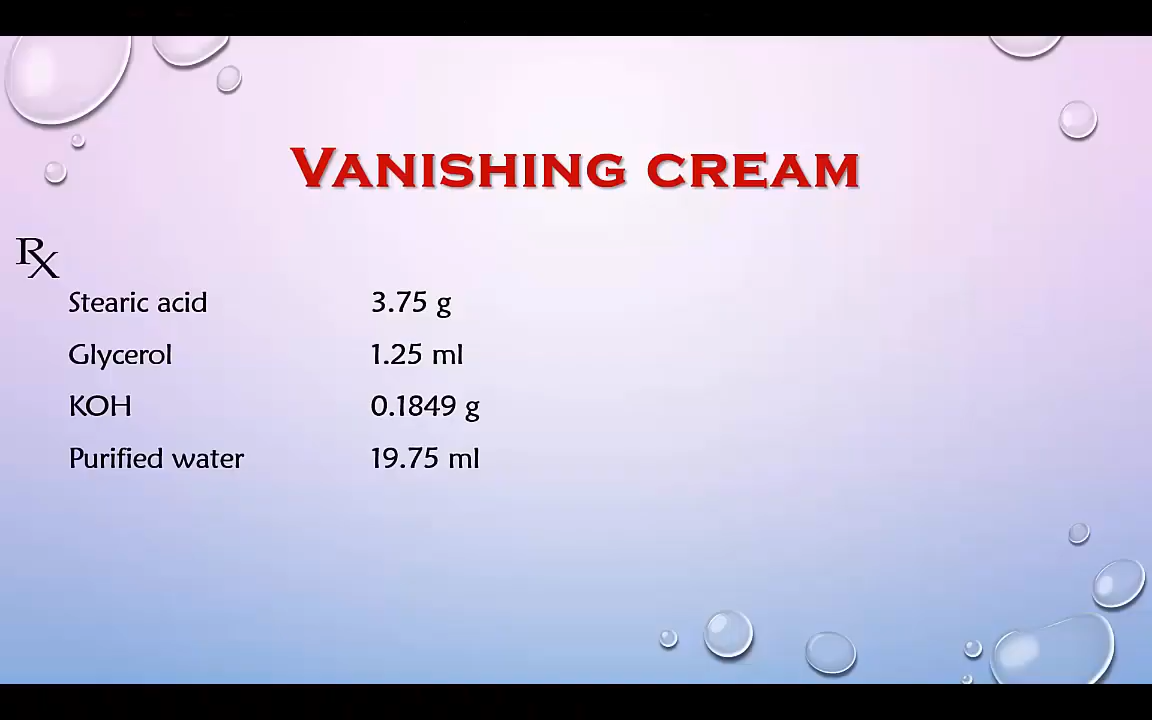 VANISHING CREAM
Rx
Stearic acid 3.75 g
Glycerol 1.25 ml
KOH 0.1849 g
Purified water 19.75 ml